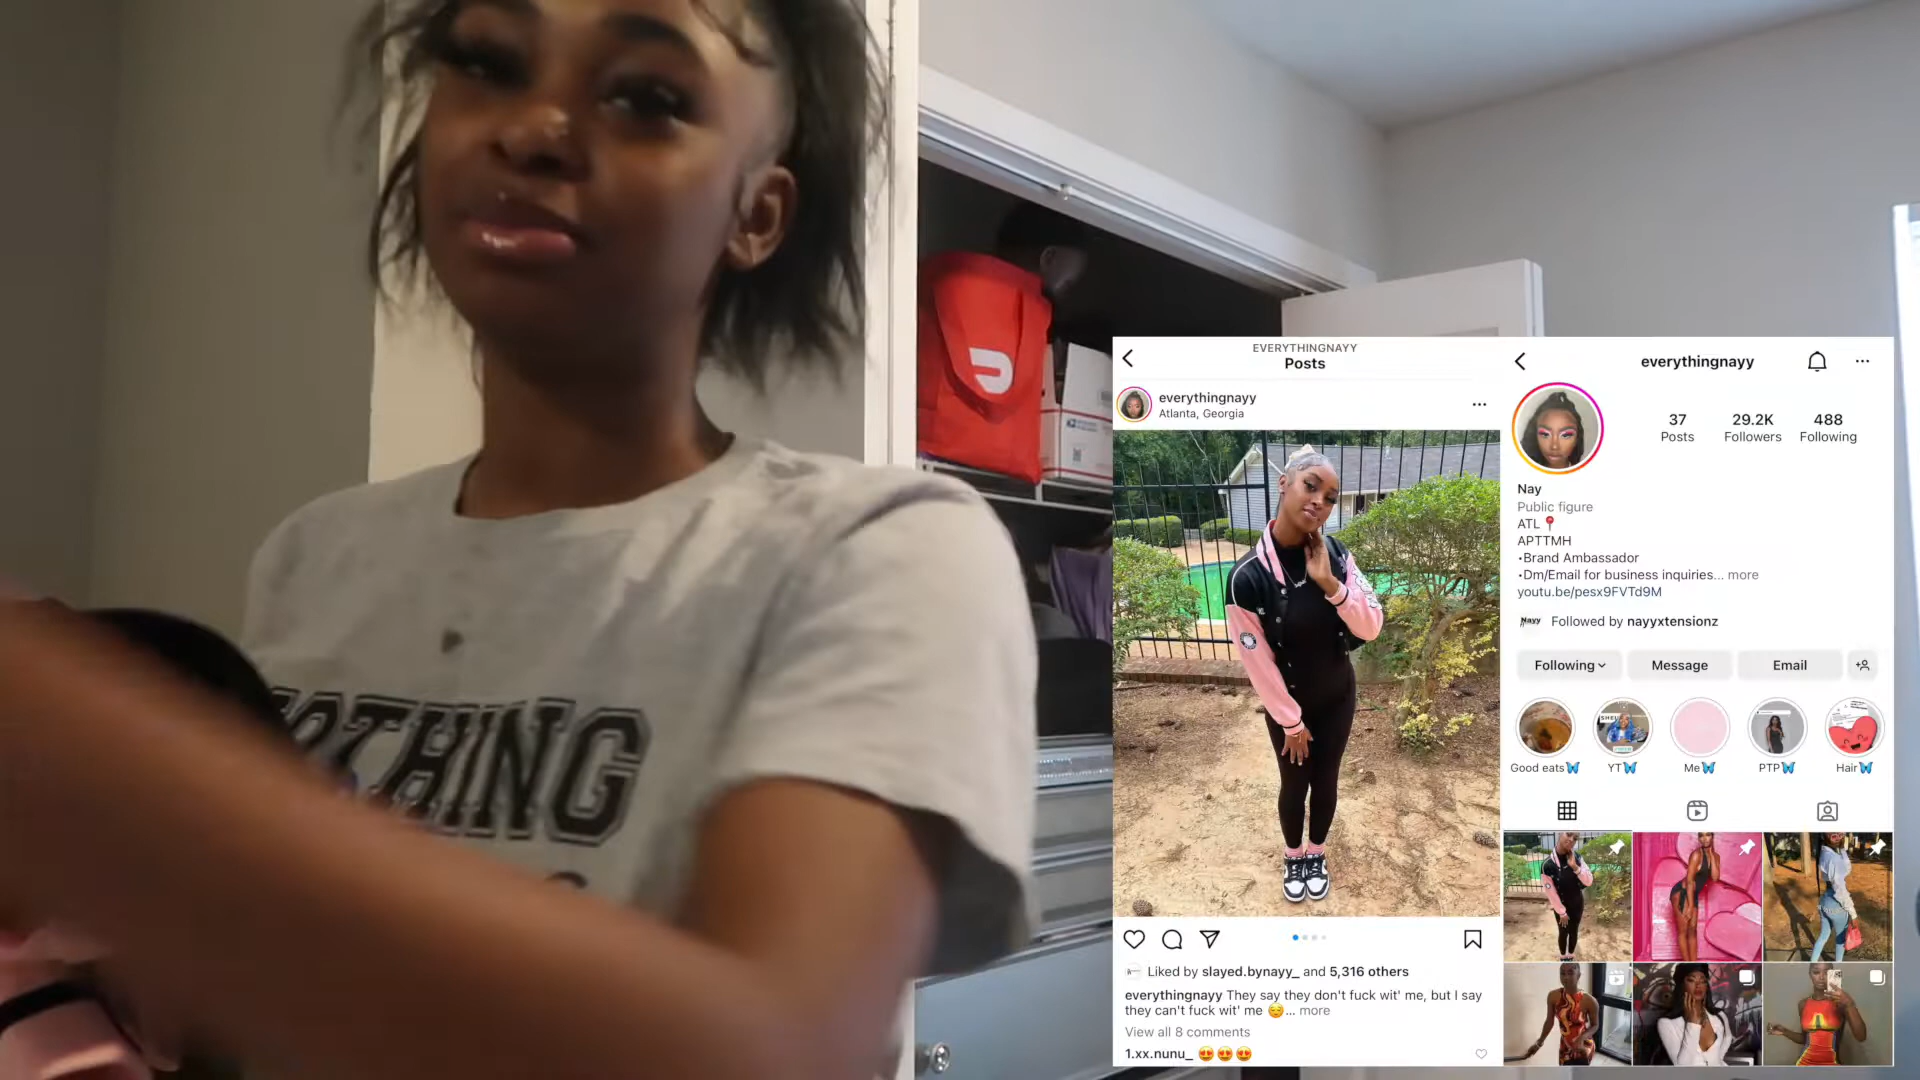 THING
EVERYTHINGNAYY
Posts
everythingnayy
Atlanta, Georgia
Liked by slayed.bynayy_ and 5,316 others
everythingnayy They say they don't fuck wit' me, but I say
they can't fuck wit' me 😌... more
View all 8 comments
1.xx.nunu_ 😍😍😍
everythingnayy
37
29.2K
488
Posts
Followers
Following
Nay
Public figure
ATL📍
APTTMH
•Brand Ambassador
•Dm/Email for business inquiries... more
youtu.be/pesx9FVTd9M
Nayy
Followed by nayyxtensionz
Following
Message
Email
SHEIN
Good eats🦋
YT🦋
Me🦋
PTP🦋
Hair🦋